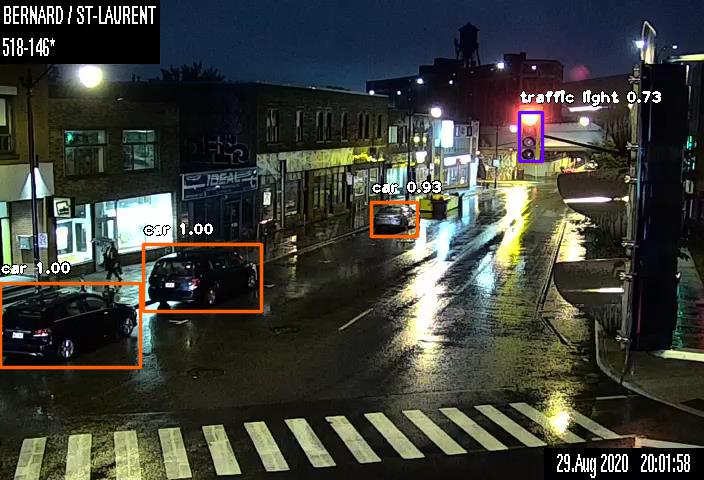 BERNARD / ST-LAURENT
518-146*
traffic light 0.73
car 0.93
car 1.00
car 1.00
IDEAL
29.Aug 2020 20:01:58